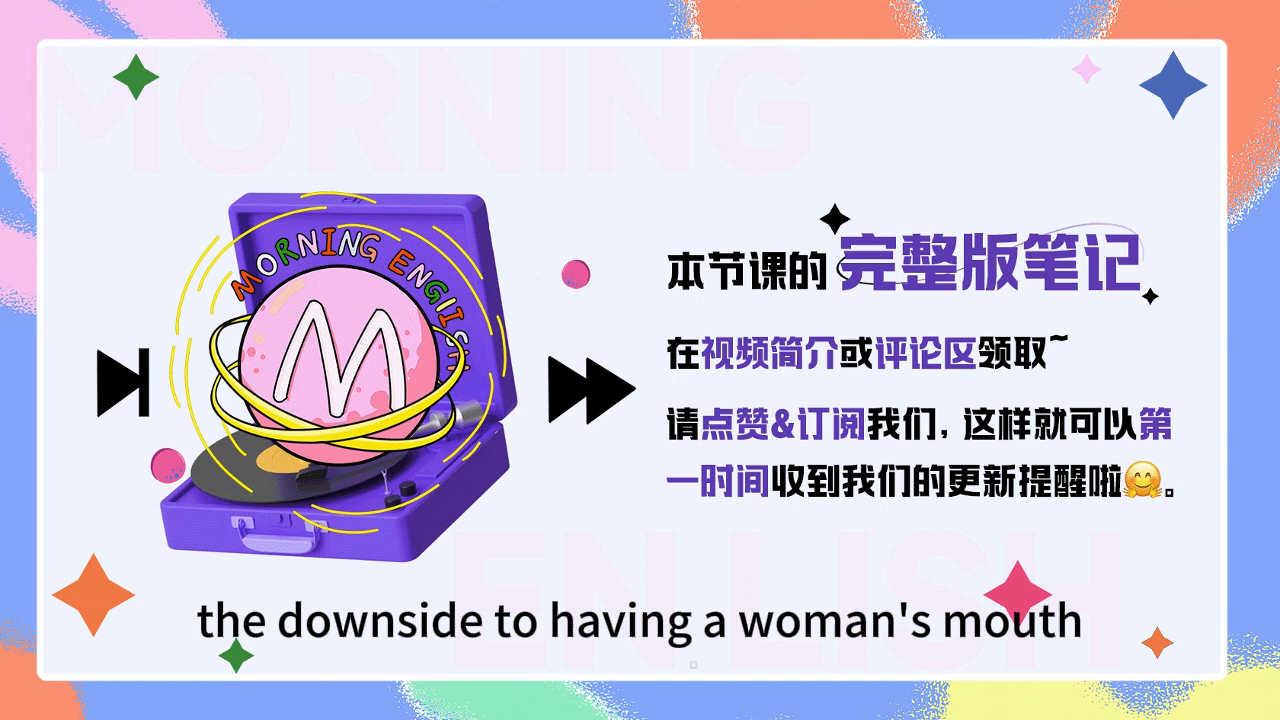 MORNING
MORNING ENGlISH
M
本节课的 完整版笔记
在视频简介或评论区领取~
请点赞&订阅我们, 这样就可以第
一时间收到我们的更新提醒啦🤗。
EN LISH
the downside to having a woman's mouth